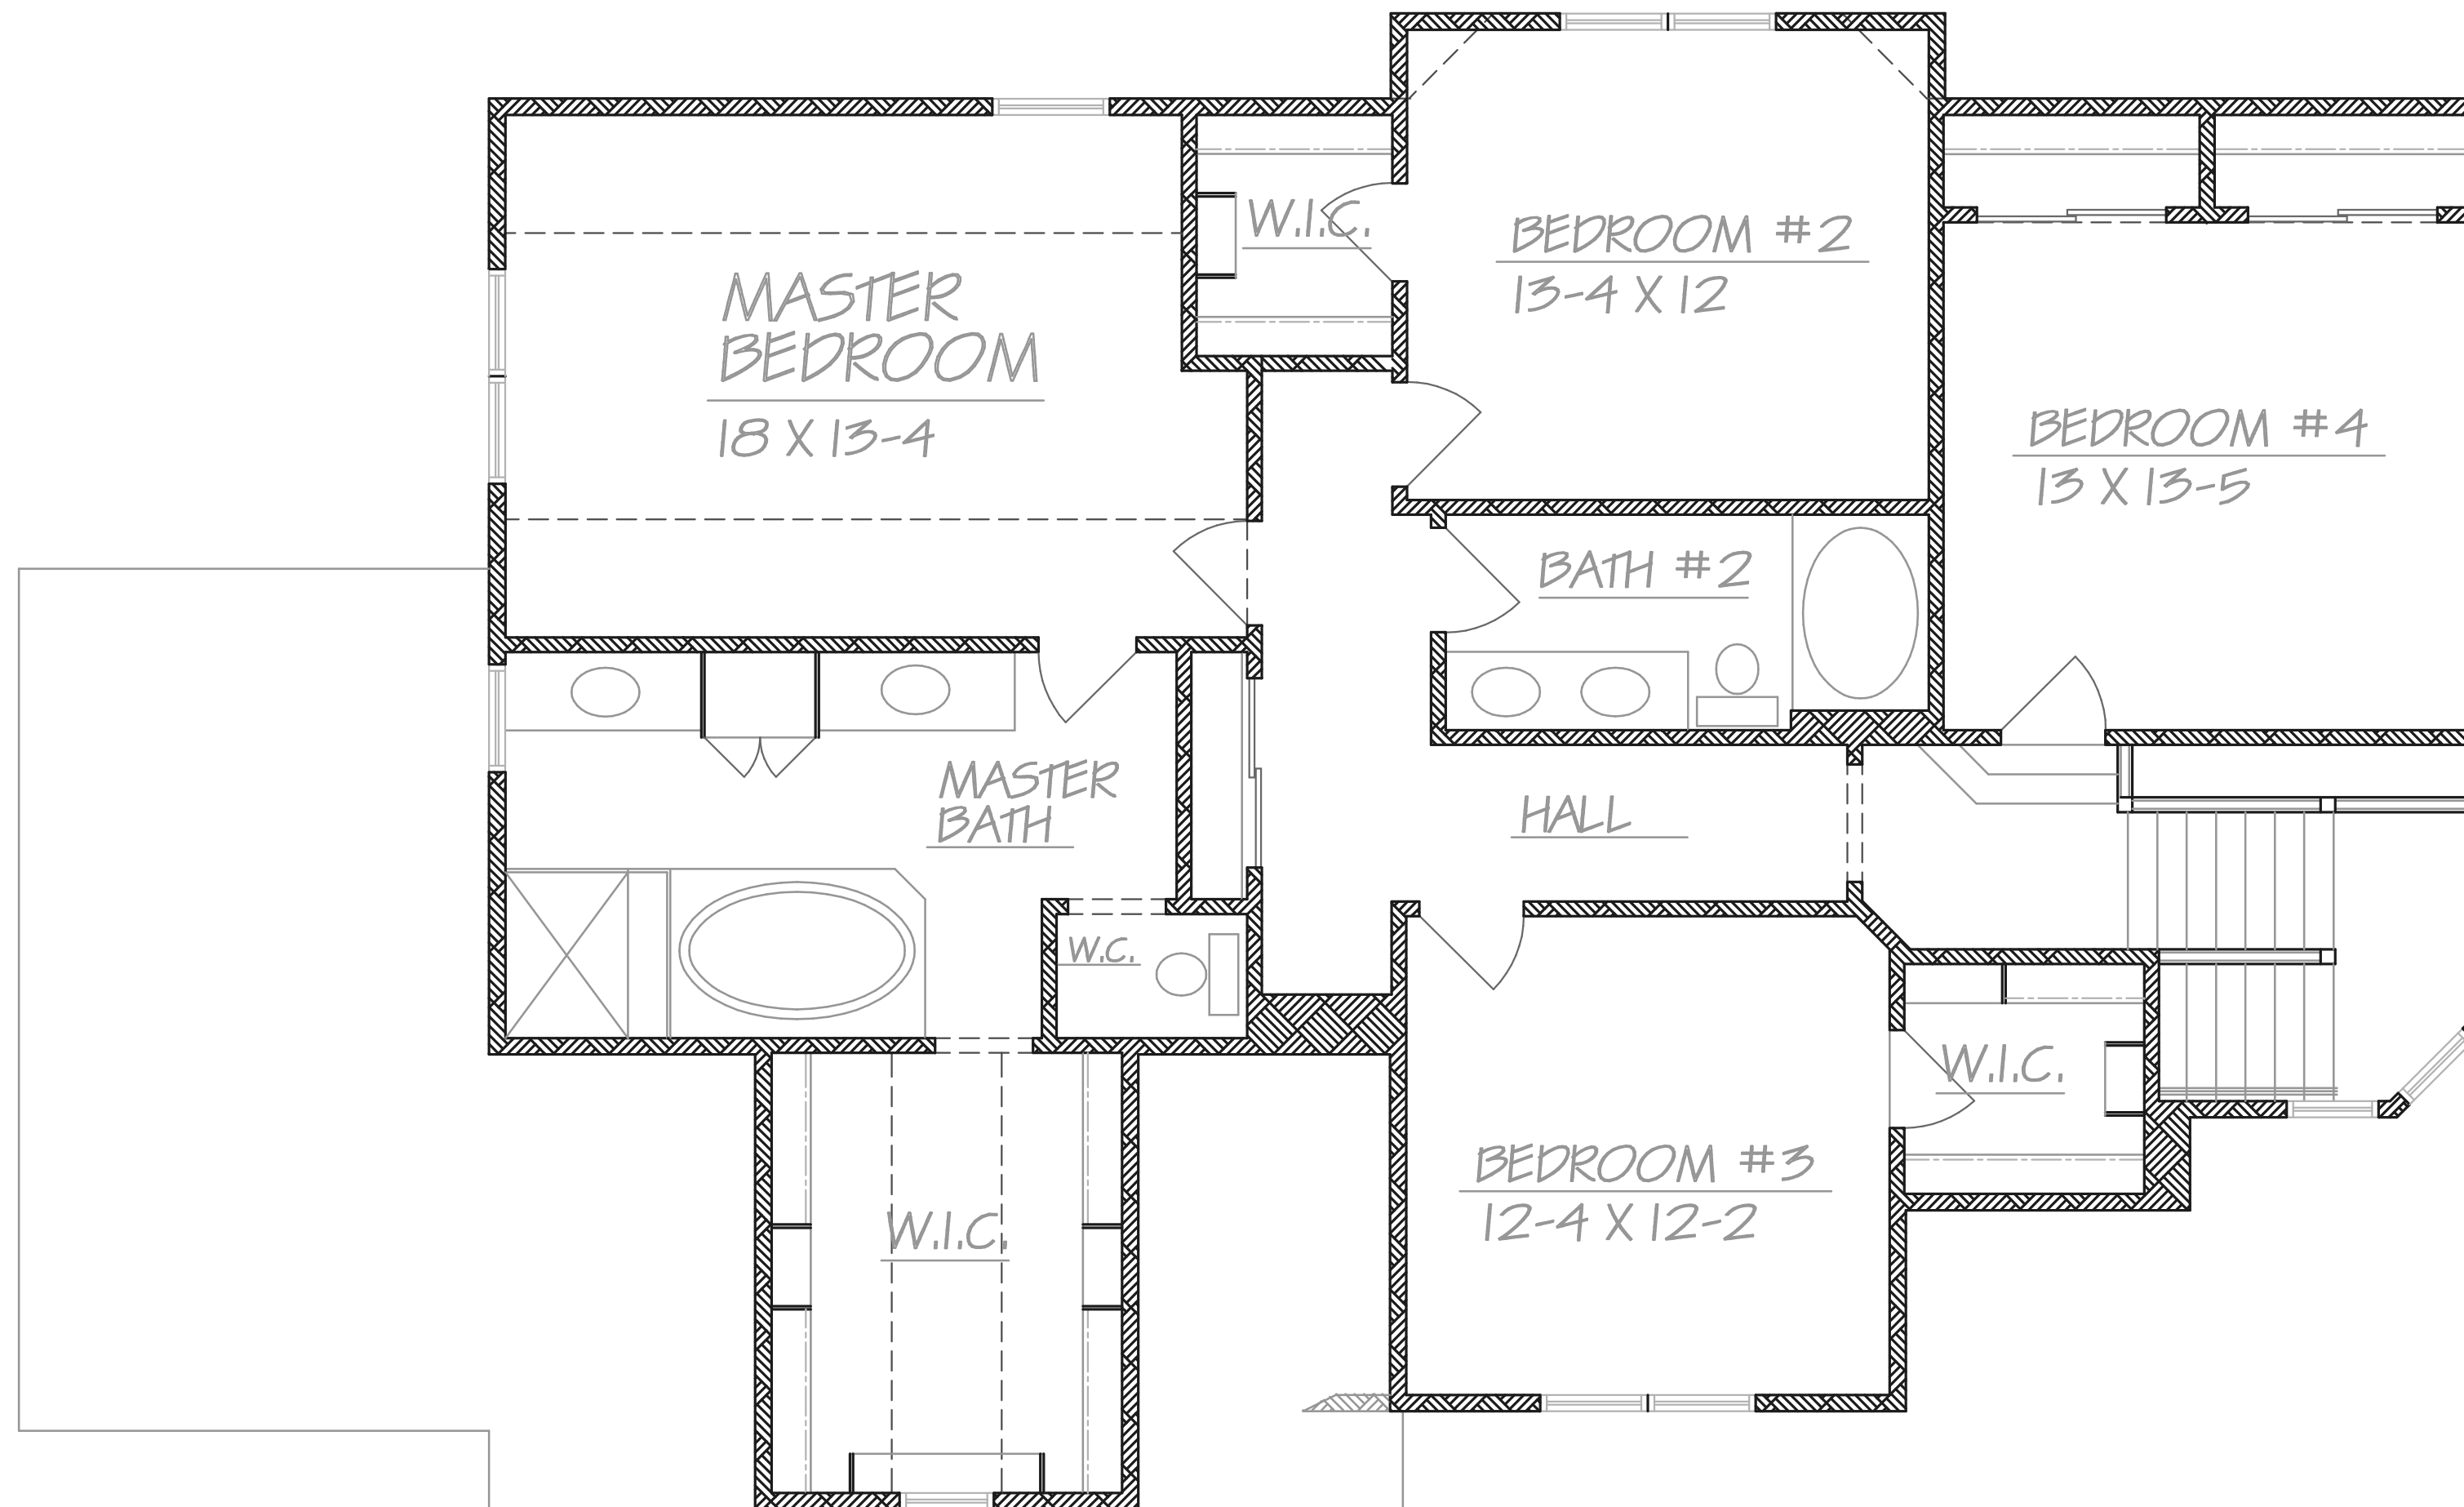 W.I.C.
BEDROOM #2
13-4 X 12
MASTER
BEDROOM
18 X 13-4
BEDROOM #4
13 X 13-5
BATH #2
MASTER
BATH
HALL
W.C.
W.I.C.
BEDROOM #3
12-4 X 12-2
W.I.C.